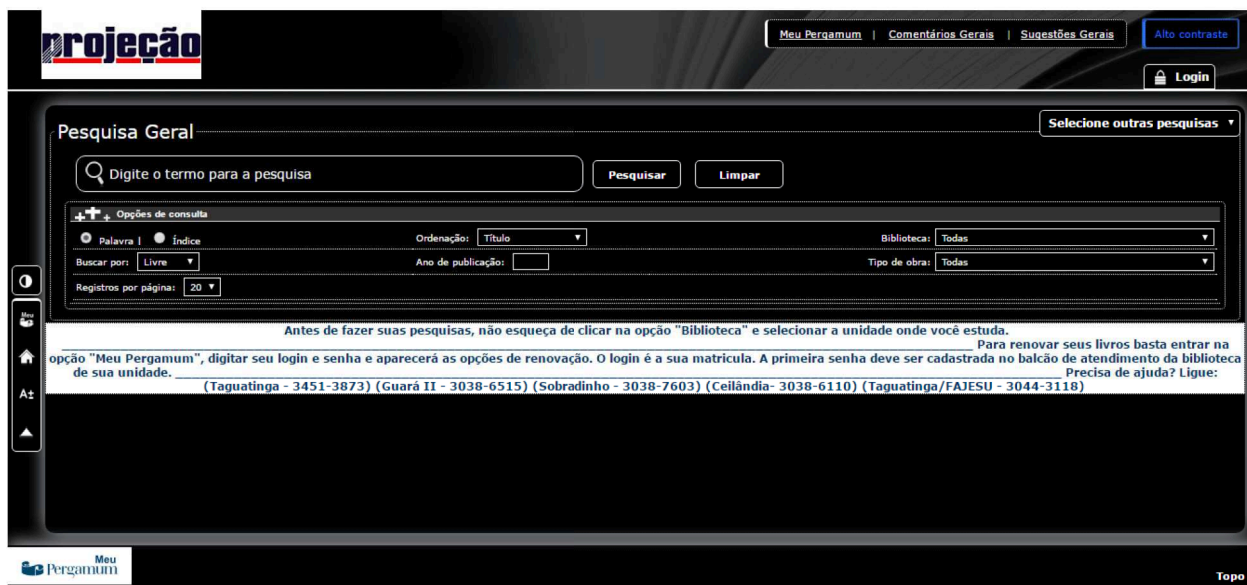 projeção
Meu Pergamum | Comentários Gerais | Sugestões Gerais
Alto contraste
Login
Pesquisa Geral
Selecione outras pesquisas
Digite o termo para a pesquisa
Pesquisar
Limpar
Opções de consulta
Palavra | Índice
Ordenação: Título
Biblioteca: Todas
Buscar por: Livre
Ano de publicação:
Tipo de obra: Todas
Registros por página: 20
Meu
A±
Antes de fazer suas pesquisas, não esqueça de clicar na opção "Biblioteca" e selecionar a unidade onde você estuda.
Para renovar seus livros basta entrar na
opção "Meu Pergamum", digitar seu login e senha e aparecerá as opções de renovação. O login é a sua matricula. A primeira senha deve ser cadastrada no balcão de atendimento da biblioteca
de sua unidade. Precisa de ajuda? Ligue:
(Taguatinga - 3451-3873) (Guará II - 3038-6515) (Sobradinho - 3038-7603) (Ceilândia- 3038-6110) (Taguatinga/FAJESU - 3044-3118)
Meu
Pergamum
Topo